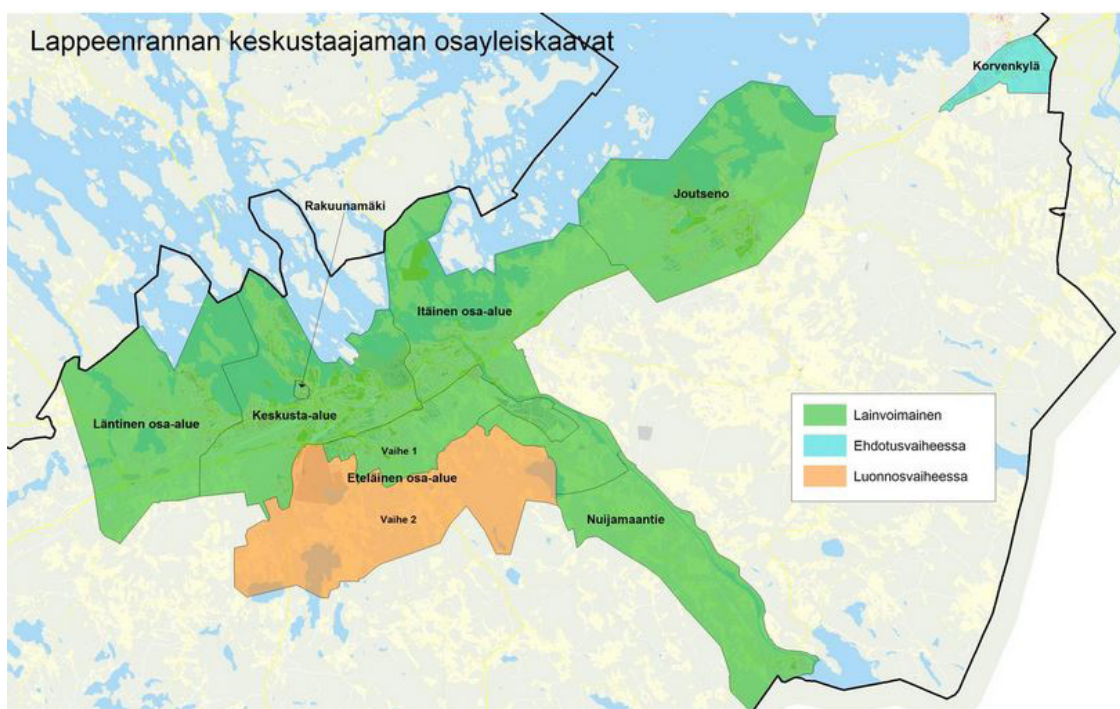 Lappeenrannan keskustaajaman osayleiskaavat
Korvenkylä
Joutseno
Rakuunamäki
Itäinen osa-alue
Läntinen osa-alue
Keskusta-alue
Vaihe 1
Eteläinen osa-alue
Vaihe 2
Nuijamaantie
Lainvoimainen
Ehdotusvaiheessa
Luonnosvaiheessa